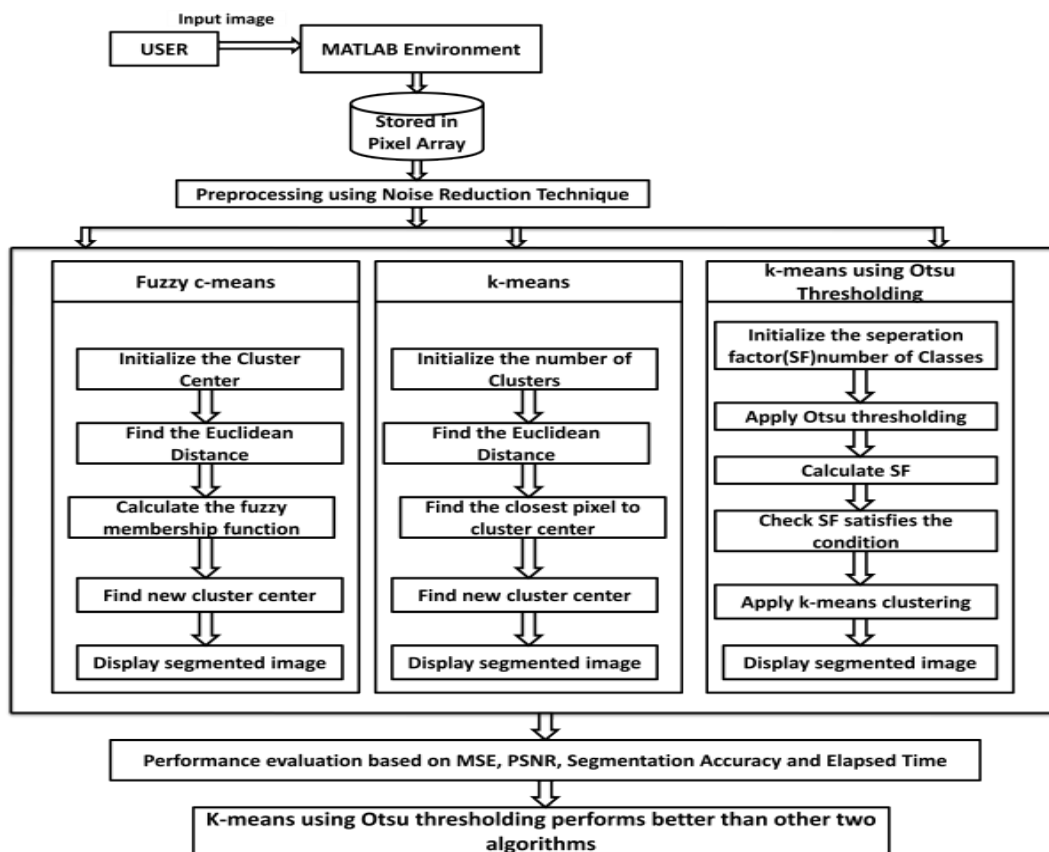 Input image
USER
MATLAB Environment
Stored in
Pixel Array
Preprocessing using Noise Reduction Technique
Fuzzy c-means
Initialize the Cluster
Center
Find the Euclidean
Distance
Calculate the fuzzy
membership function
Find new cluster center
Display segmented image
k-means
Initialize the number of
Clusters
Find the Euclidean
Distance
Find the closest pixel to
cluster center
Find new cluster center
Display segmented image
k-means using Otsu
Thresholding
Initialize the seperation
factor(SF)number of Classes
Apply Otsu thresholding
Calculate SF
Check SF satisfies the
condition
Apply k-means clustering
Display segmented image
Performance evaluation based on MSE, PSNR, Segmentation Accuracy and Elapsed Time
K-means using Otsu thresholding performs better than other two
algorithms